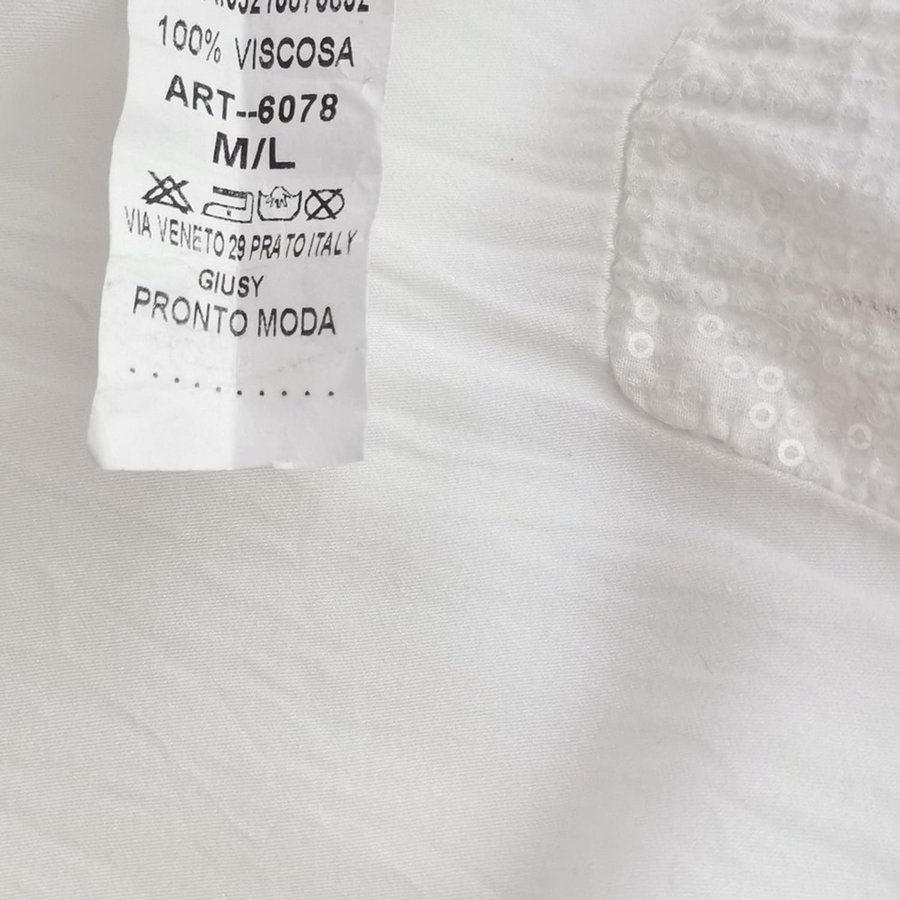 100% VISCOSA
ART--6078
M/L
VIA VENETO 29 PRATO ITALY
GIUSY
PRONTO MODA
..........